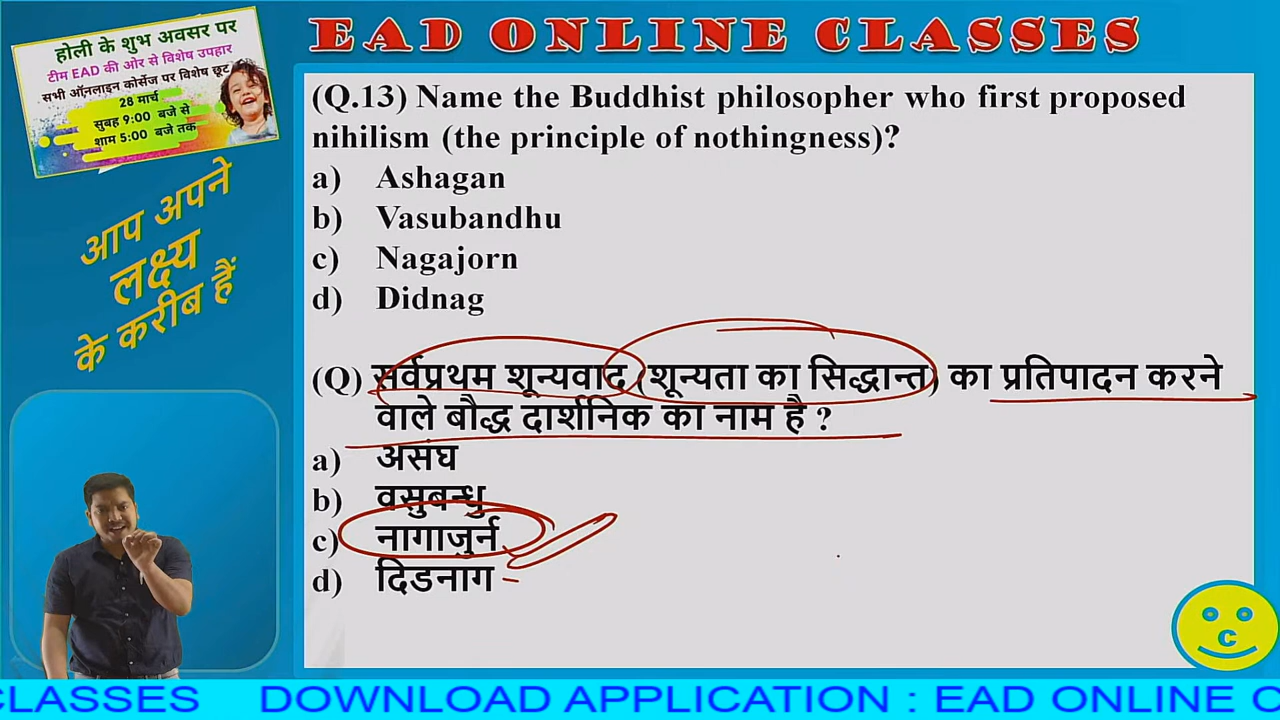 होली के शुभ अवसर पर
टीम EAD की ओर से विशेष उपहार
सभी ऑनलाइन कोर्सेज पर विशेष छूट
28 मार्च
सुबह 9:00 बजे से
शाम 5:00 बजे तक
आप अपने
लक्ष्य
के करीब हैं
EAD ONLINE CLASSES
(Q.13) Name the Buddhist philosopher who first proposed
nihilism (the principle of nothingness)?
a) Ashagan
b) Vasubandhu
c) Nagajorn
d) Didnag
(Q) सर्वप्रथम शून्यवाद (शून्यता का सिद्धान्त) का प्रतिपादन करने
वाले बौद्ध दार्शनिक का नाम है ?
a) असंघ
b) वसुबन्धु
c) नागाजुर्न
d) दिडनाग
C
CLASSES DOWNLOAD APPLICATION : EAD ONLINE C